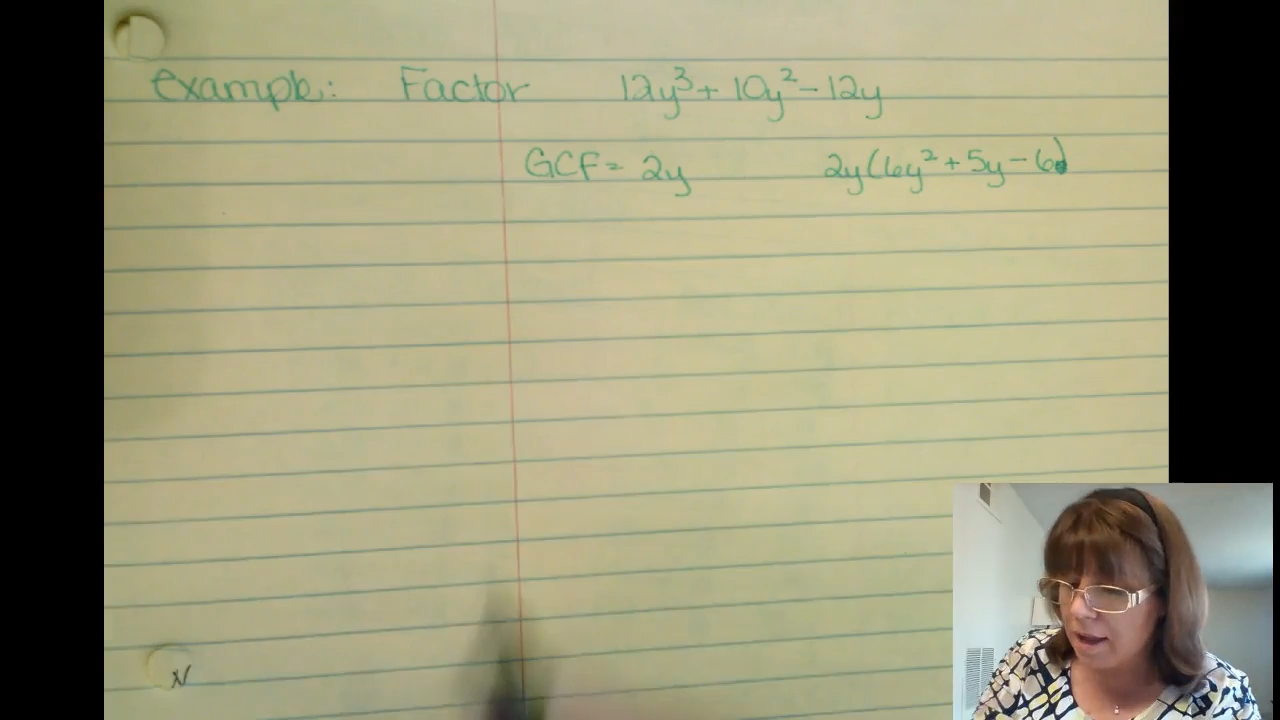 example: Factor 12y³ + 10y² - 12y
GCF = 2y 2y(6y² + 5y - 6)
N